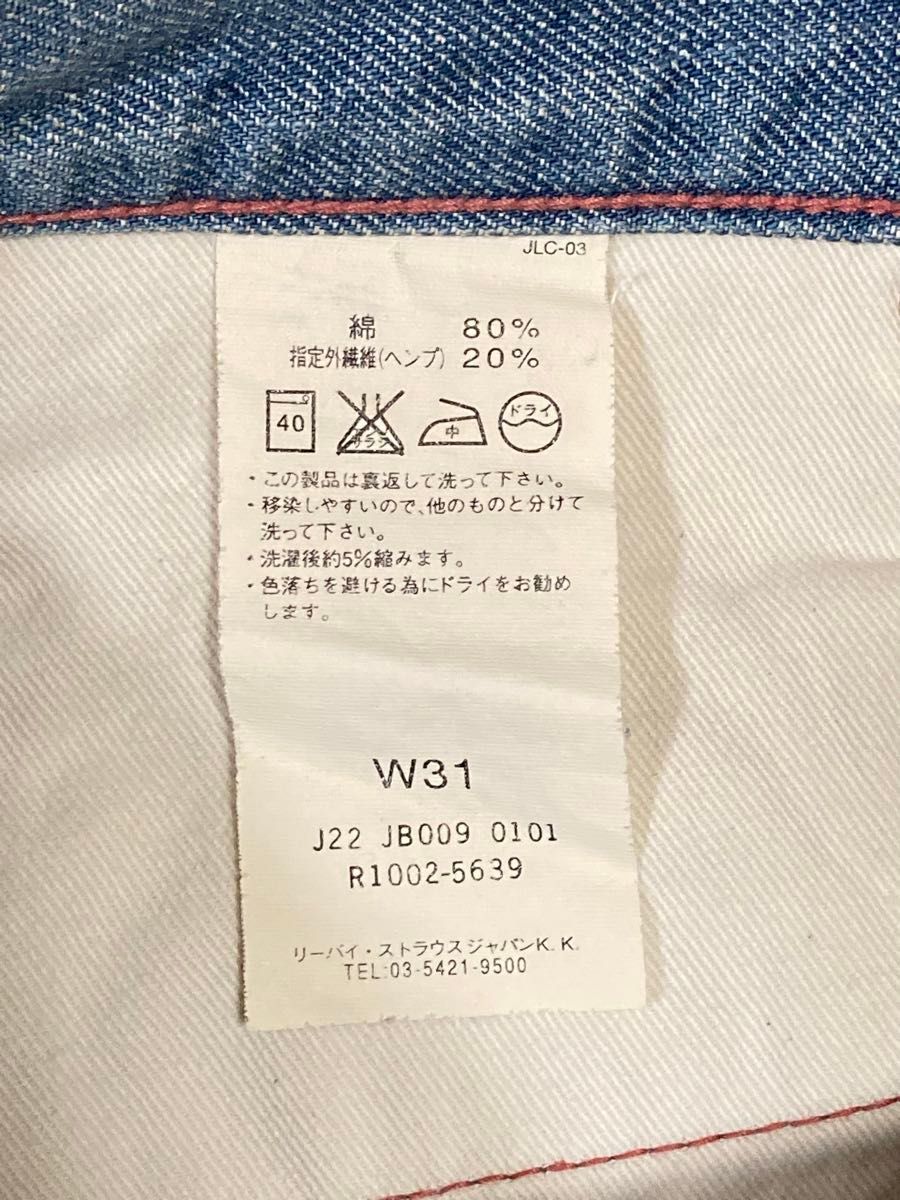 JLC-03
綿 80%
指定外繊維(ヘンプ) 20%
40 サラシ 中 ドライ
・この製品は裏返して洗って下さい。
・移染しやすいので、他のものと分けて
洗って下さい。
・洗濯後約5%縮みます。
・色落ちを避ける為にドライをお勧め
します。
W31
J22 JB009 0101
R1002-5639
リーバイ・ストラウスジャパンK.K.
TEL:03-5421-9500